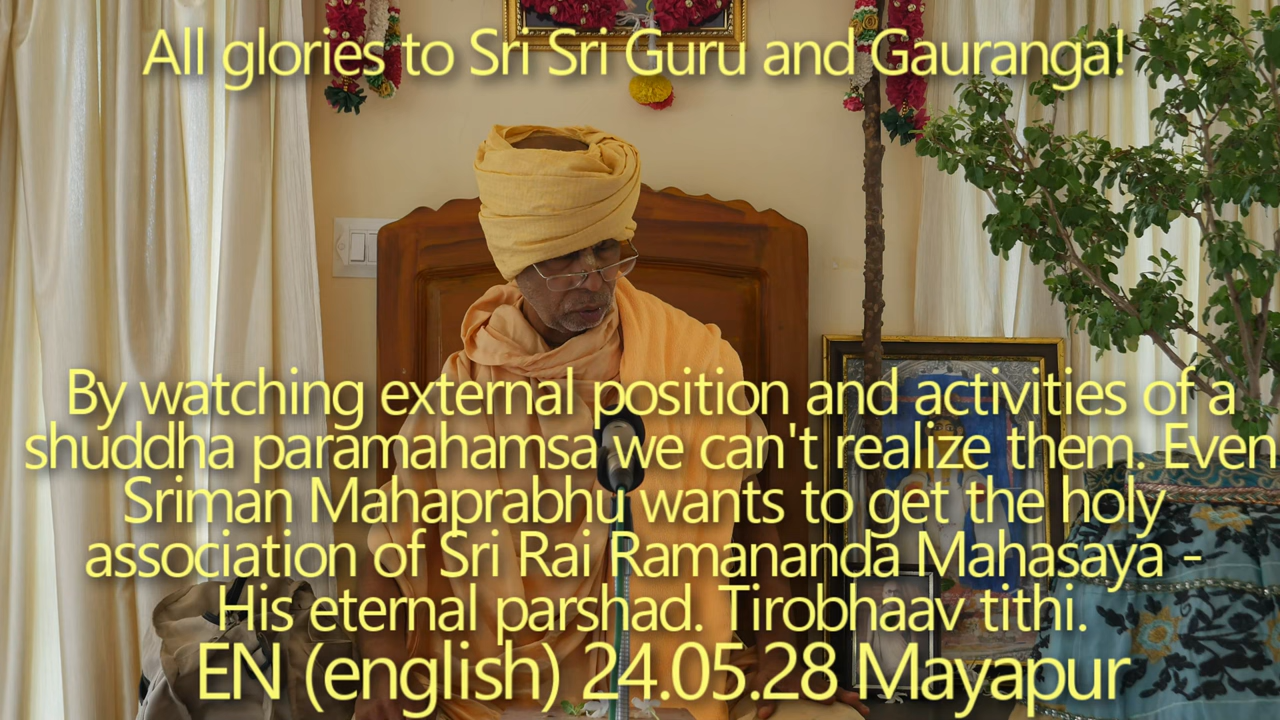 All glories to Sri Sri Guru and Gauranga!
By watching external position and activities of a
shuddha paramahamsa we can't realize them. Even
Sriman Mahaprabhu wants to get the holy
association of Sri Rai Ramananda Mahasaya -
His eternal parshad. Tirobhaav tithi.
EN (english) 24.05.28 Mayapur